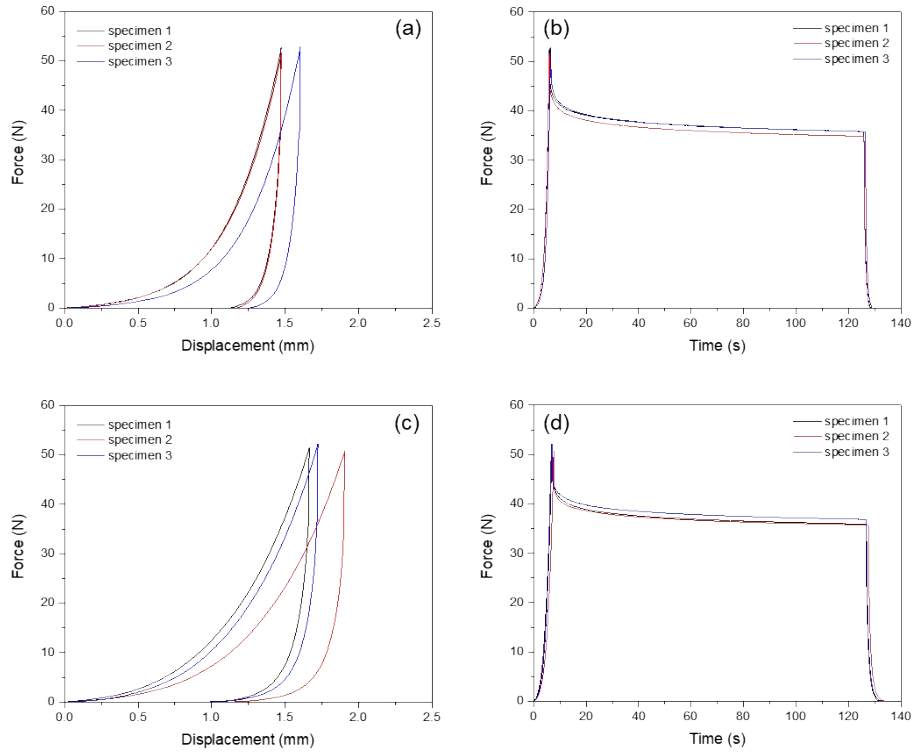 (a)
specimen 1
specimen 2
specimen 3
60
50
40
30
20
10
0
Force (N)
0.0 0.5 1.0 1.5 2.0 2.5
Displacement (mm)
(b)
specimen 1
specimen 2
specimen 3
60
50
40
30
20
10
0
Force (N)
0 20 40 60 80 100 120 140
Time (s)
(c)
specimen 1
specimen 2
specimen 3
60
50
40
30
20
10
0
Force (N)
0.0 0.5 1.0 1.5 2.0 2.5
Displacement (mm)
(d)
specimen 1
specimen 2
specimen 3
60
50
40
30
20
10
0
Force (N)
0 20 40 60 80 100 120 140
Time (s)